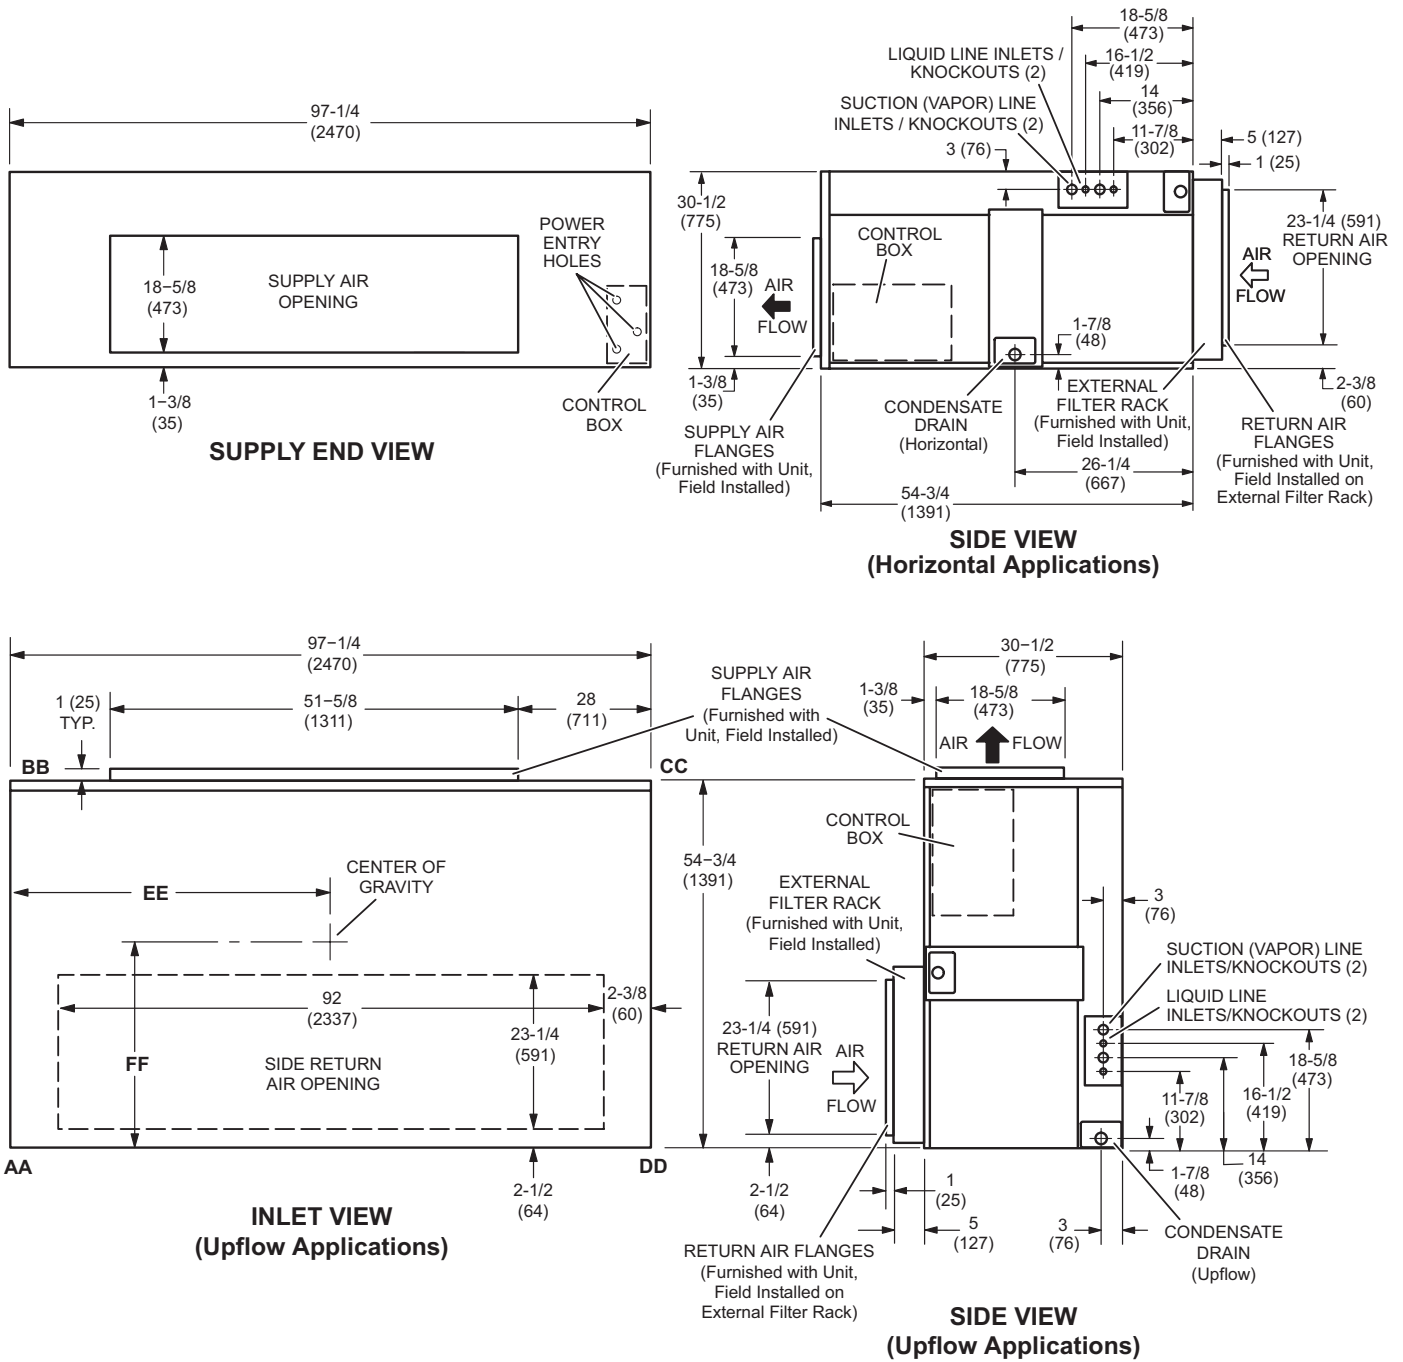 97-1/4
(2470)
18−5/8
(473)
SUPPLY AIR
OPENING
POWER
ENTRY
HOLES
1−3/8
(35)
CONTROL
BOX
SUPPLY END VIEW
18-5/8
(473)
LIQUID LINE INLETS /
KNOCKOUTS (2)
16-1/2
(419)
SUCTION (VAPOR) LINE
INLETS / KNOCKOUTS (2)
14
(356)
11-7/8
(302)
5 (127)
3 (76)
1 (25)
30-1/2
(775)
CONTROL
BOX
23-1/4 (591)
RETURN AIR
OPENING
18-5/8
(473)
AIR
FLOW
AIR
FLOW
1-7/8
(48)
1-3/8
(35)
2-3/8
(60)
SUPPLY AIR
FLANGES
(Furnished with Unit,
Field Installed)
CONDENSATE
DRAIN
(Horizontal)
EXTERNAL
FILTER RACK
(Furnished with Unit,
Field Installed)
RETURN AIR
FLANGES
(Furnished with Unit,
Field Installed on
External Filter Rack)
26-1/4
(667)
54-3/4
(1391)
SIDE VIEW
(Horizontal Applications)
97−1/4
(2470)
1 (25)
TYP.
51−5/8
(1311)
28
(711)
SUPPLY AIR
FLANGES
(Furnished with
Unit, Field Installed)
BB
CC
CENTER OF
GRAVITY
EE
54−3/4
(1391)
92
(2337)
2-3/8
(60)
23-1/4
(591)
FF
SIDE RETURN
AIR OPENING
AA
DD
2-1/2
(64)
INLET VIEW
(Upflow Applications)
30−1/2
(775)
1-3/8
(35)
18-5/8
(473)
AIR
FLOW
CONTROL
BOX
EXTERNAL
FILTER RACK
(Furnished with Unit,
Field Installed)
3
(76)
SUCTION (VAPOR) LINE
INLETS/KNOCKOUTS (2)
LIQUID LINE
INLETS/KNOCKOUTS (2)
23-1/4 (591)
RETURN AIR
OPENING
AIR
FLOW
18-5/8
(473)
16-1/2
(419)
11-7/8
(302)
14
(356)
1-7/8
(48)
2-1/2
(64)
1
(25)
5
(127)
3
(76)
CONDENSATE
DRAIN
(Upflow)
RETURN AIR FLANGES
(Furnished with Unit,
Field Installed on
External Filter Rack)
SIDE VIEW
(Upflow Applications)